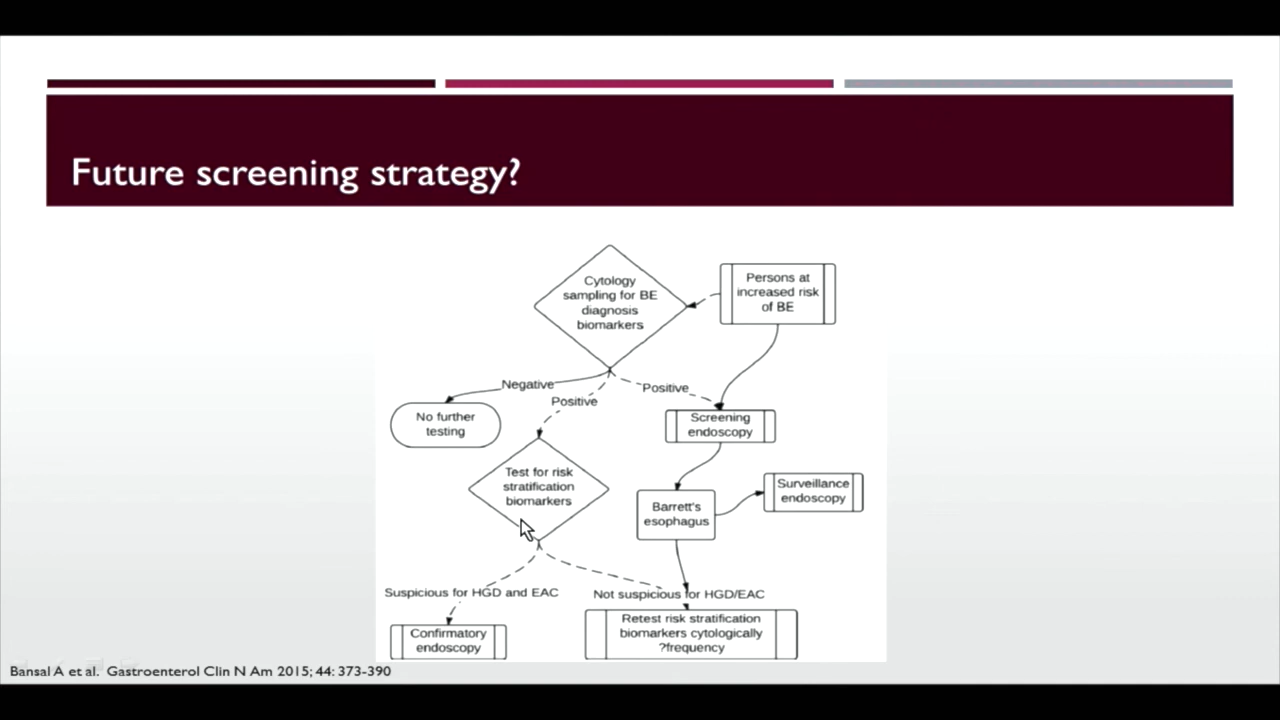 Future screening strategy?
Cytology
sampling for BE
diagnosis
biomarkers
Persons at
increased risk
of BE
Negative
Positive
Positive
No further
testing
Screening
endoscopy
Test for risk
stratification
biomarkers
Barrett's
esophagus
Surveillance
endoscopy
Suspicious for HGD and EAC
Not suspicious for HGD/EAC
Confirmatory
endoscopy
Retest risk stratification
biomarkers cytologically
?frequency
Bansal A et al. Gastroenterol Clin N Am 2015; 44: 373-390